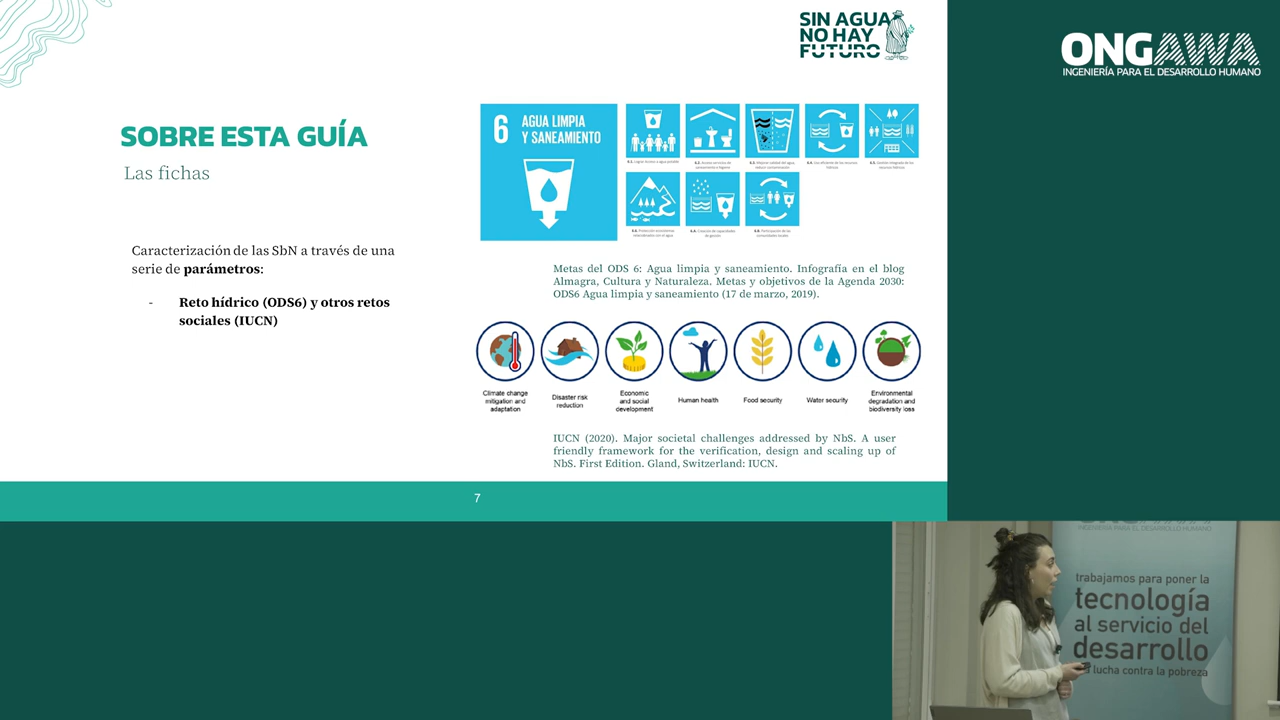 SIN AGUA
NO HAY
FUTURO
ONGAWA
INGENIERÍA PARA EL DESARROLLO HUMANO
SOBRE ESTA GUÍA
Las fichas
Caracterización de las SbN a través de una
serie de parámetros:
- Reto hídrico (ODS6) y otros retos
sociales (IUCN)
6 AGUA LIMPIA
Y SANEAMIENTO
Metas del ODS 6: Agua limpia y saneamiento. Infografía en el blog
Almagra, Cultura y Naturaleza. Metas y objetivos de la Agenda 2030:
ODS6 Agua limpia y saneamiento (17 de marzo, 2019).
Climate change
mitigation and
adaptation
Disaster risk
reduction
Economic
and social
development
Human health
Food security
Water security
Environmental
degradation and
biodiversity loss
IUCN (2020). Major societal challenges addressed by NbS. A user
friendly framework for the verification, design and scaling up of
NbS. First Edition. Gland, Switzerland: IUCN.
7
INGENIERÍA PARA EL DESARROLLO HUMANO
trabajamos para poner la
tecnología
al servicio del
desarrollo
lucha contra la pobreza